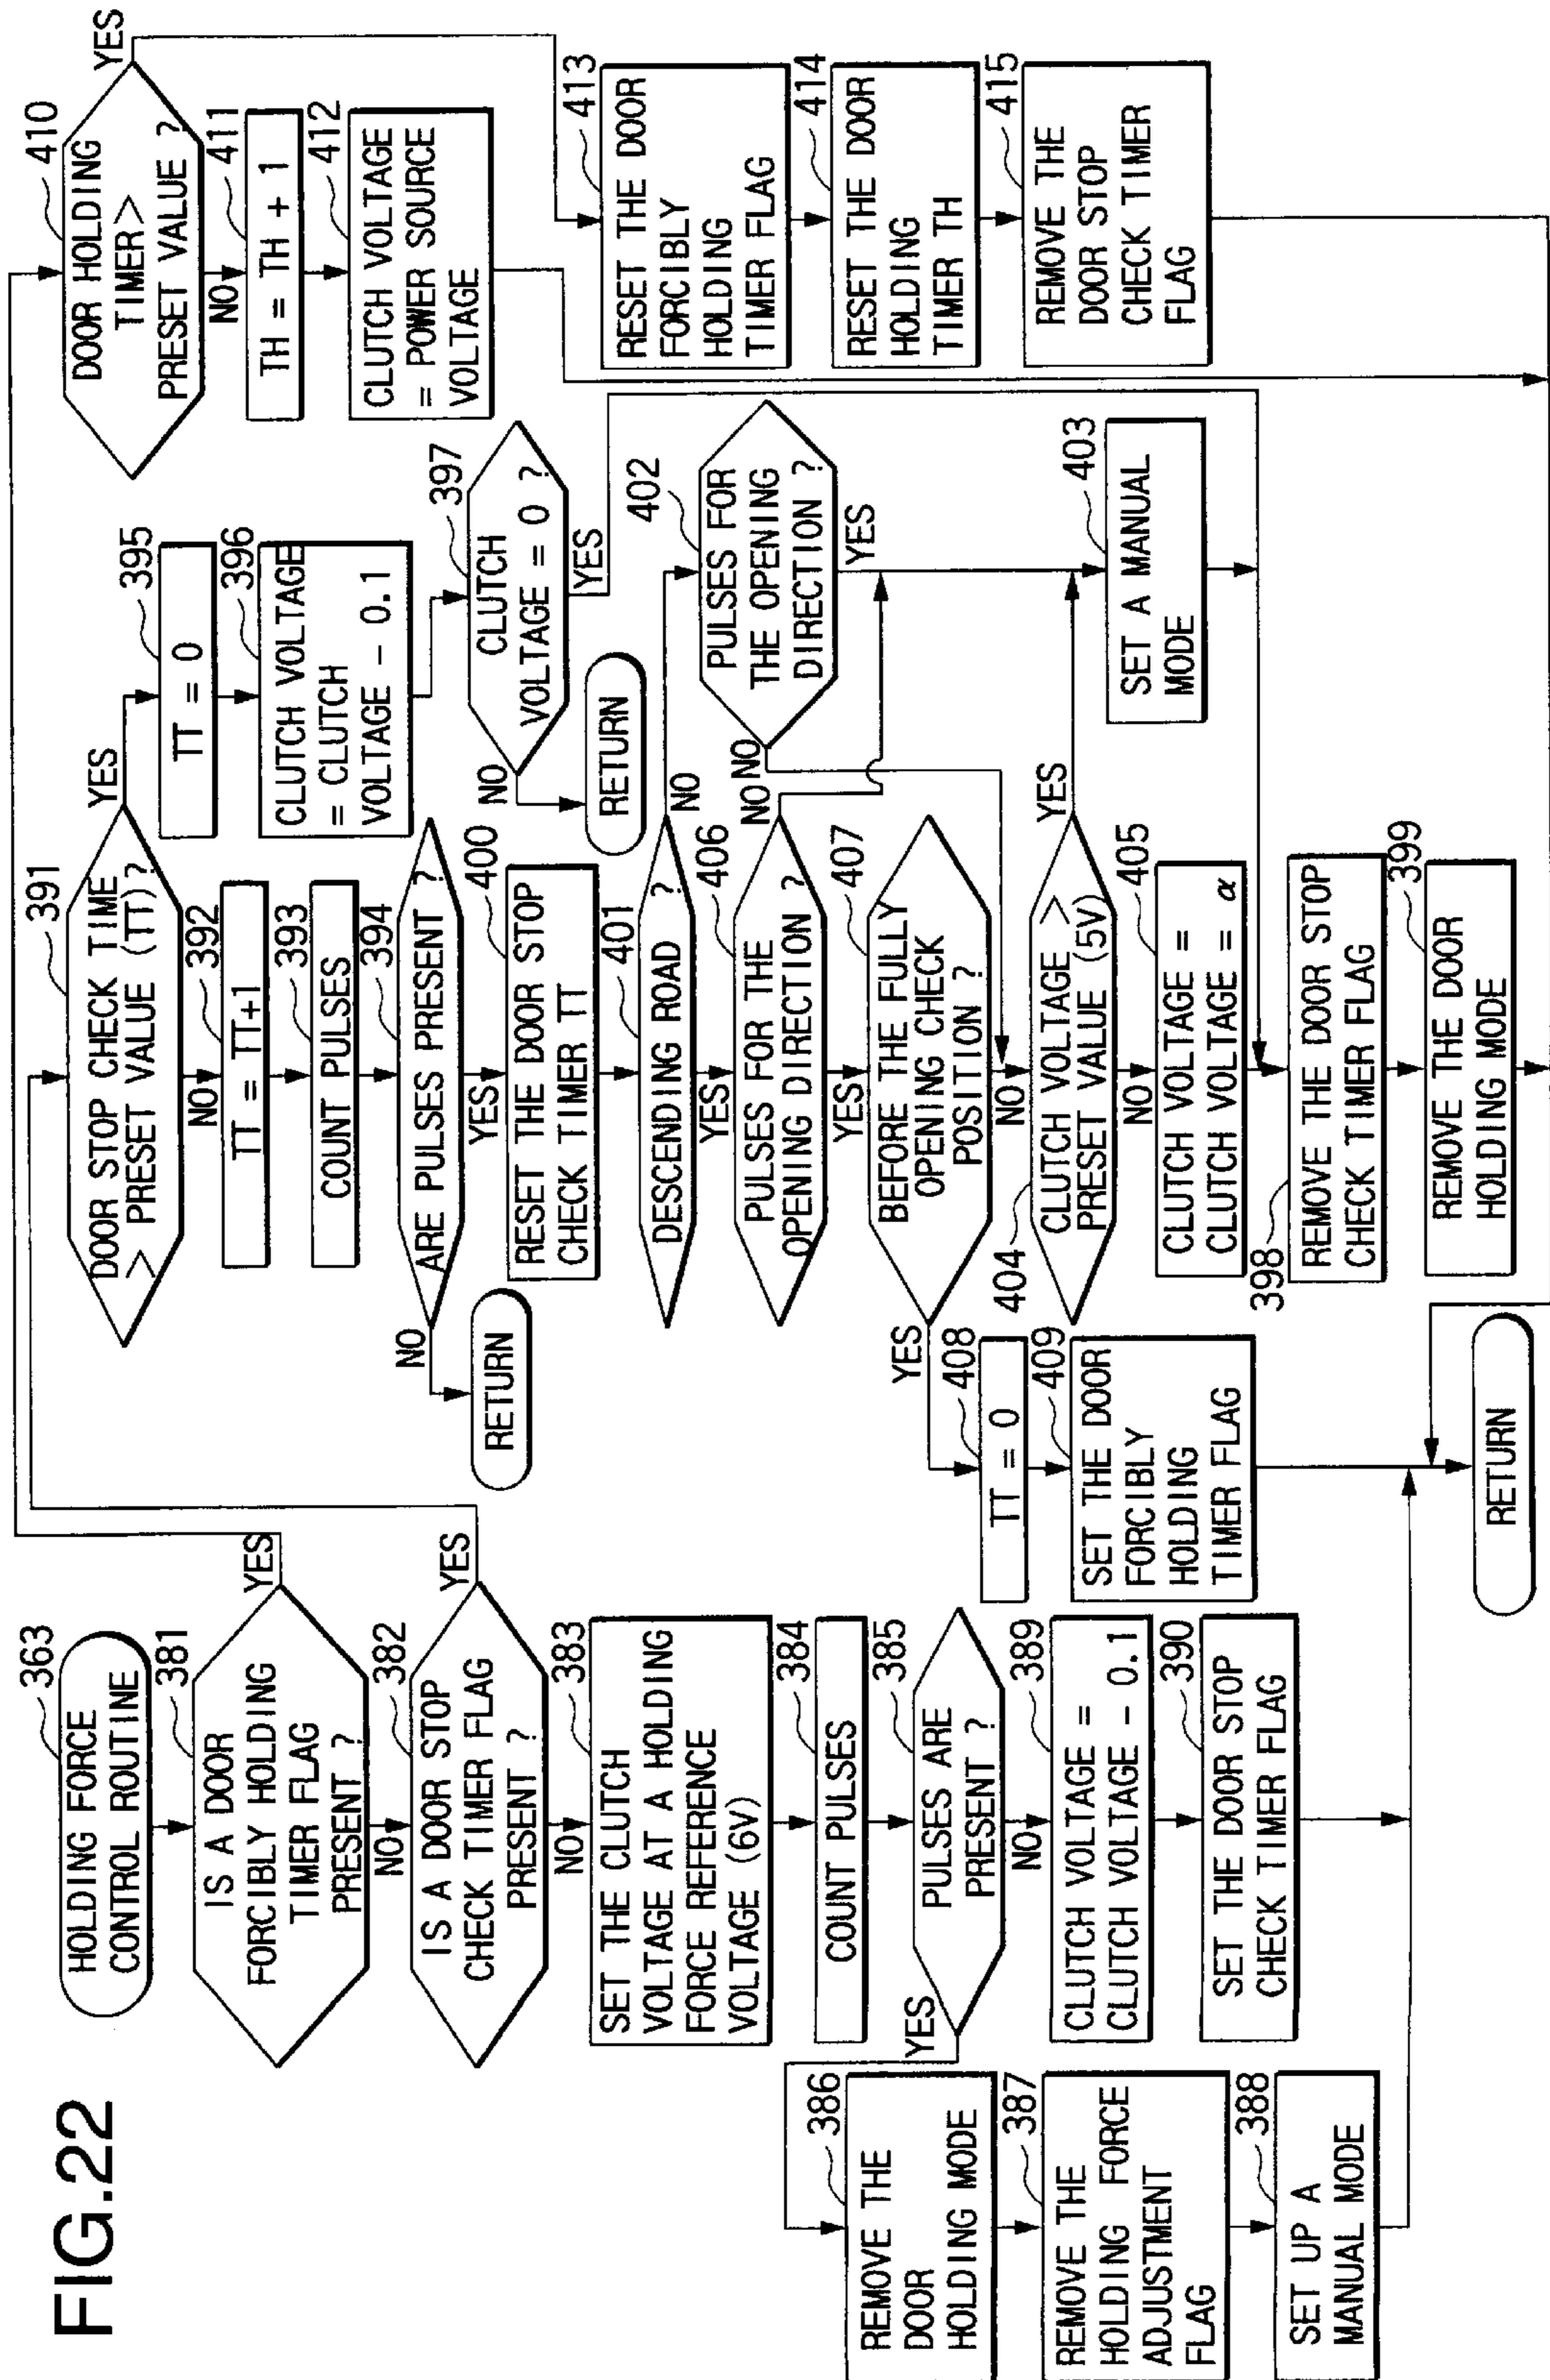 FIG.22
HOLDING FORCE
CONTROL ROUTINE
363
IS A DOOR
FORCIBLY HOLDING
TIMER FLAG
PRESENT ?
381
YES
NO
IS A DOOR STOP
CHECK TIMER FLAG
PRESENT ?
382
YES
NO
SET THE CLUTCH
VOLTAGE AT A HOLDING
FORCE REFERENCE
VOLTAGE (6V)
383
COUNT PULSES
384
PULSES ARE
PRESENT ?
385
YES
NO
REMOVE THE
DOOR
HOLDING MODE
386
REMOVE THE
HOLDING FORCE
ADJUSTMENT
FLAG
387
SET UP A
MANUAL MODE
388
CLUTCH VOLTAGE =
CLUTCH VOLTAGE - 0.1
389
SET THE DOOR STOP
CHECK TIMER FLAG
390
DOOR STOP CHECK TIME
> PRESET VALUE (TT)?
391
YES
NO
TT = TT+1
392
COUNT PULSES
393
ARE PULSES PRESENT ?
394
NO
RETURN
YES
TT = 0
395
CLUTCH VOLTAGE
= CLUTCH
VOLTAGE - 0.1
396
CLUTCH
VOLTAGE = 0 ?
397
NO
RETURN
YES
RESET THE DOOR STOP
CHECK TIMER TT
400
DESCENDING ROAD ?
401
NO
YES
PULSES FOR
THE OPENING
DIRECTION ?
402
NO
YES
SET A MANUAL
MODE
403
PULSES FOR THE
OPENING DIRECTION ?
406
NO
YES
BEFORE THE FULLY
OPENING CHECK
POSITION ?
407
YES
NO
TT = 0
408
SET THE DOOR
FORCIBLY
HOLDING
TIMER FLAG
409
CLUTCH VOLTAGE >
PRESET VALUE (5V)
404
YES
NO
CLUTCH VOLTAGE =
CLUTCH VOLTAGE = α
405
REMOVE THE DOOR STOP
CHECK TIMER FLAG
398
REMOVE THE DOOR
HOLDING MODE
399
RETURN
DOOR HOLDING
TIMER>
PRESET VALUE ?
410
YES
NO
TH = TH + 1
411
CLUTCH VOLTAGE
= POWER SOURCE
VOLTAGE
412
RESET THE DOOR
FORCIBLY
HOLDING
TIMER FLAG
413
RESET THE DOOR
HOLDING
TIMER TH
414
REMOVE THE
DOOR STOP
CHECK TIMER
FLAG
415